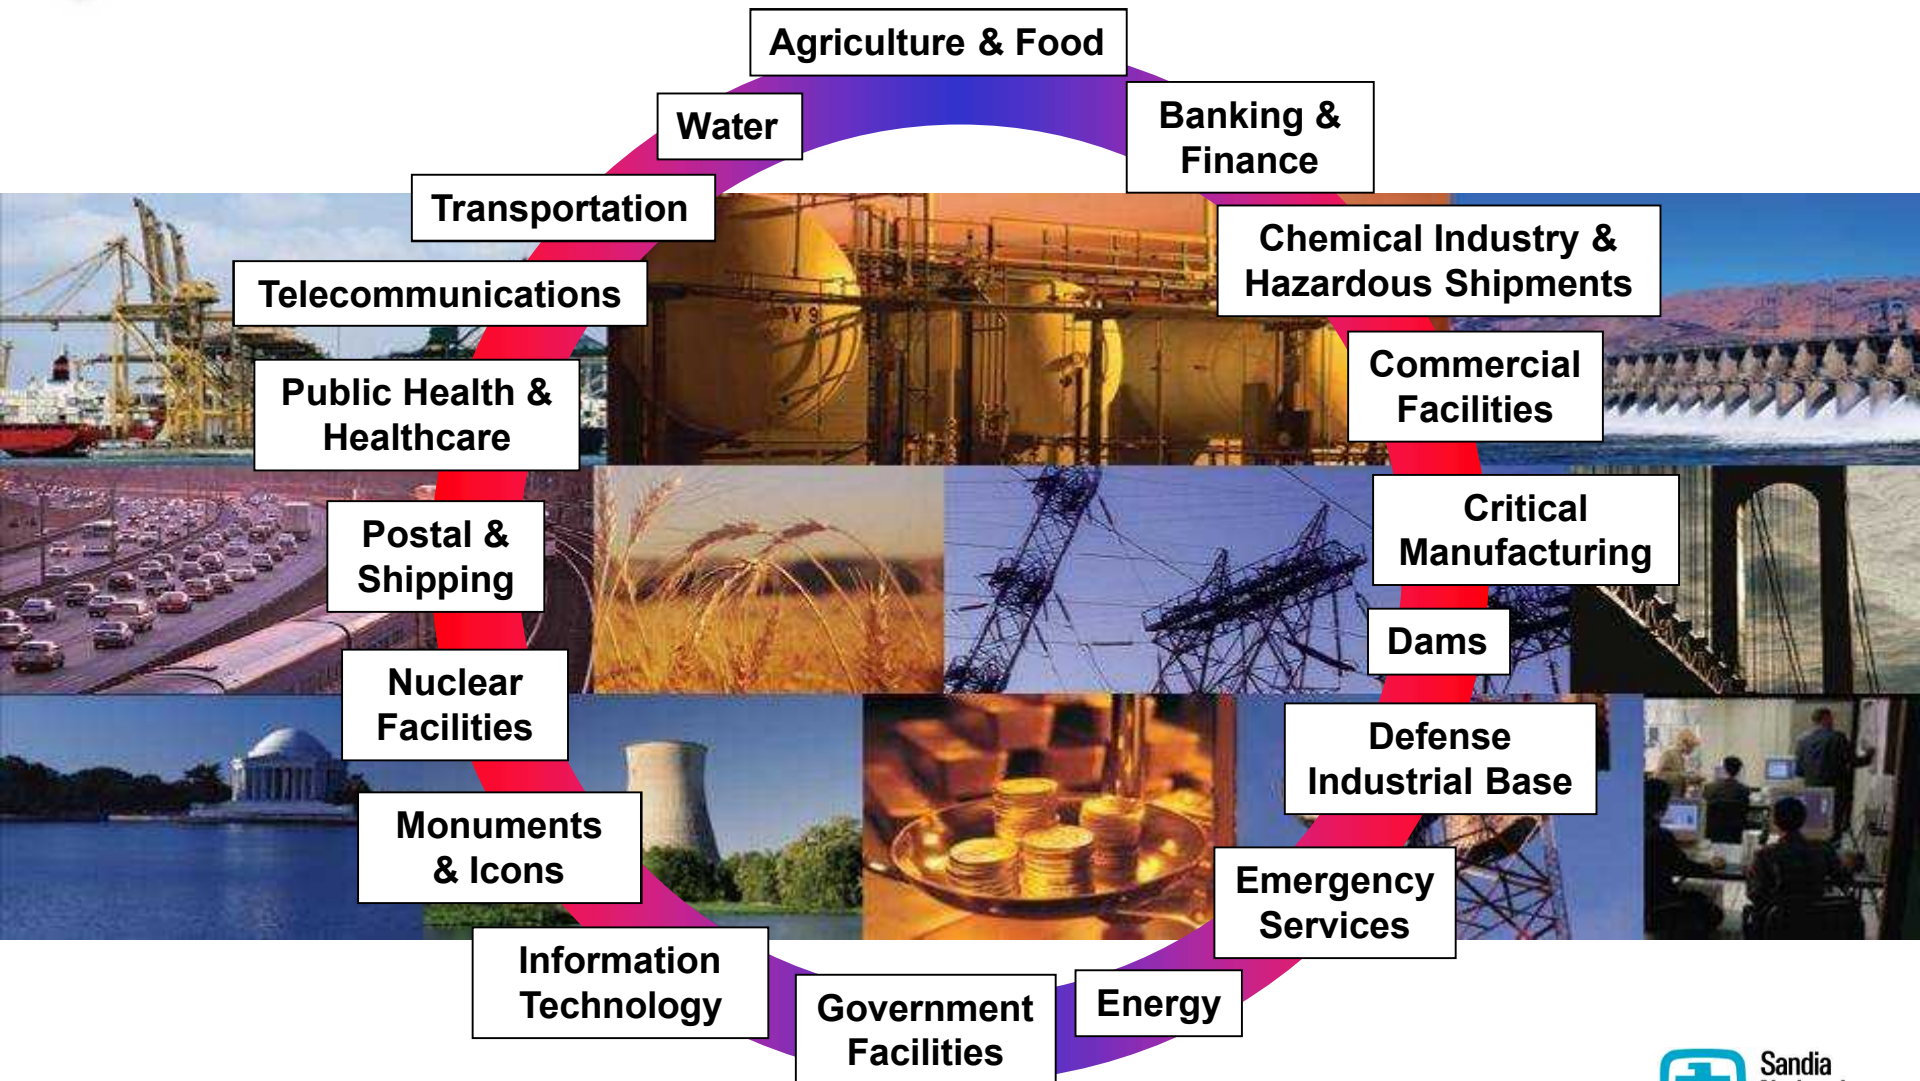 Agriculture & Food
Banking &
Finance
Chemical Industry &
Hazardous Shipments
Commercial
Facilities
Critical
Manufacturing
Dams
Defense
Industrial Base
Emergency
Services
Energy
Government
Facilities
Information
Technology
Monuments
& Icons
Nuclear
Facilities
Postal &
Shipping
Public Health &
Healthcare
Telecommunications
Transportation
Water
V 9
Sandia